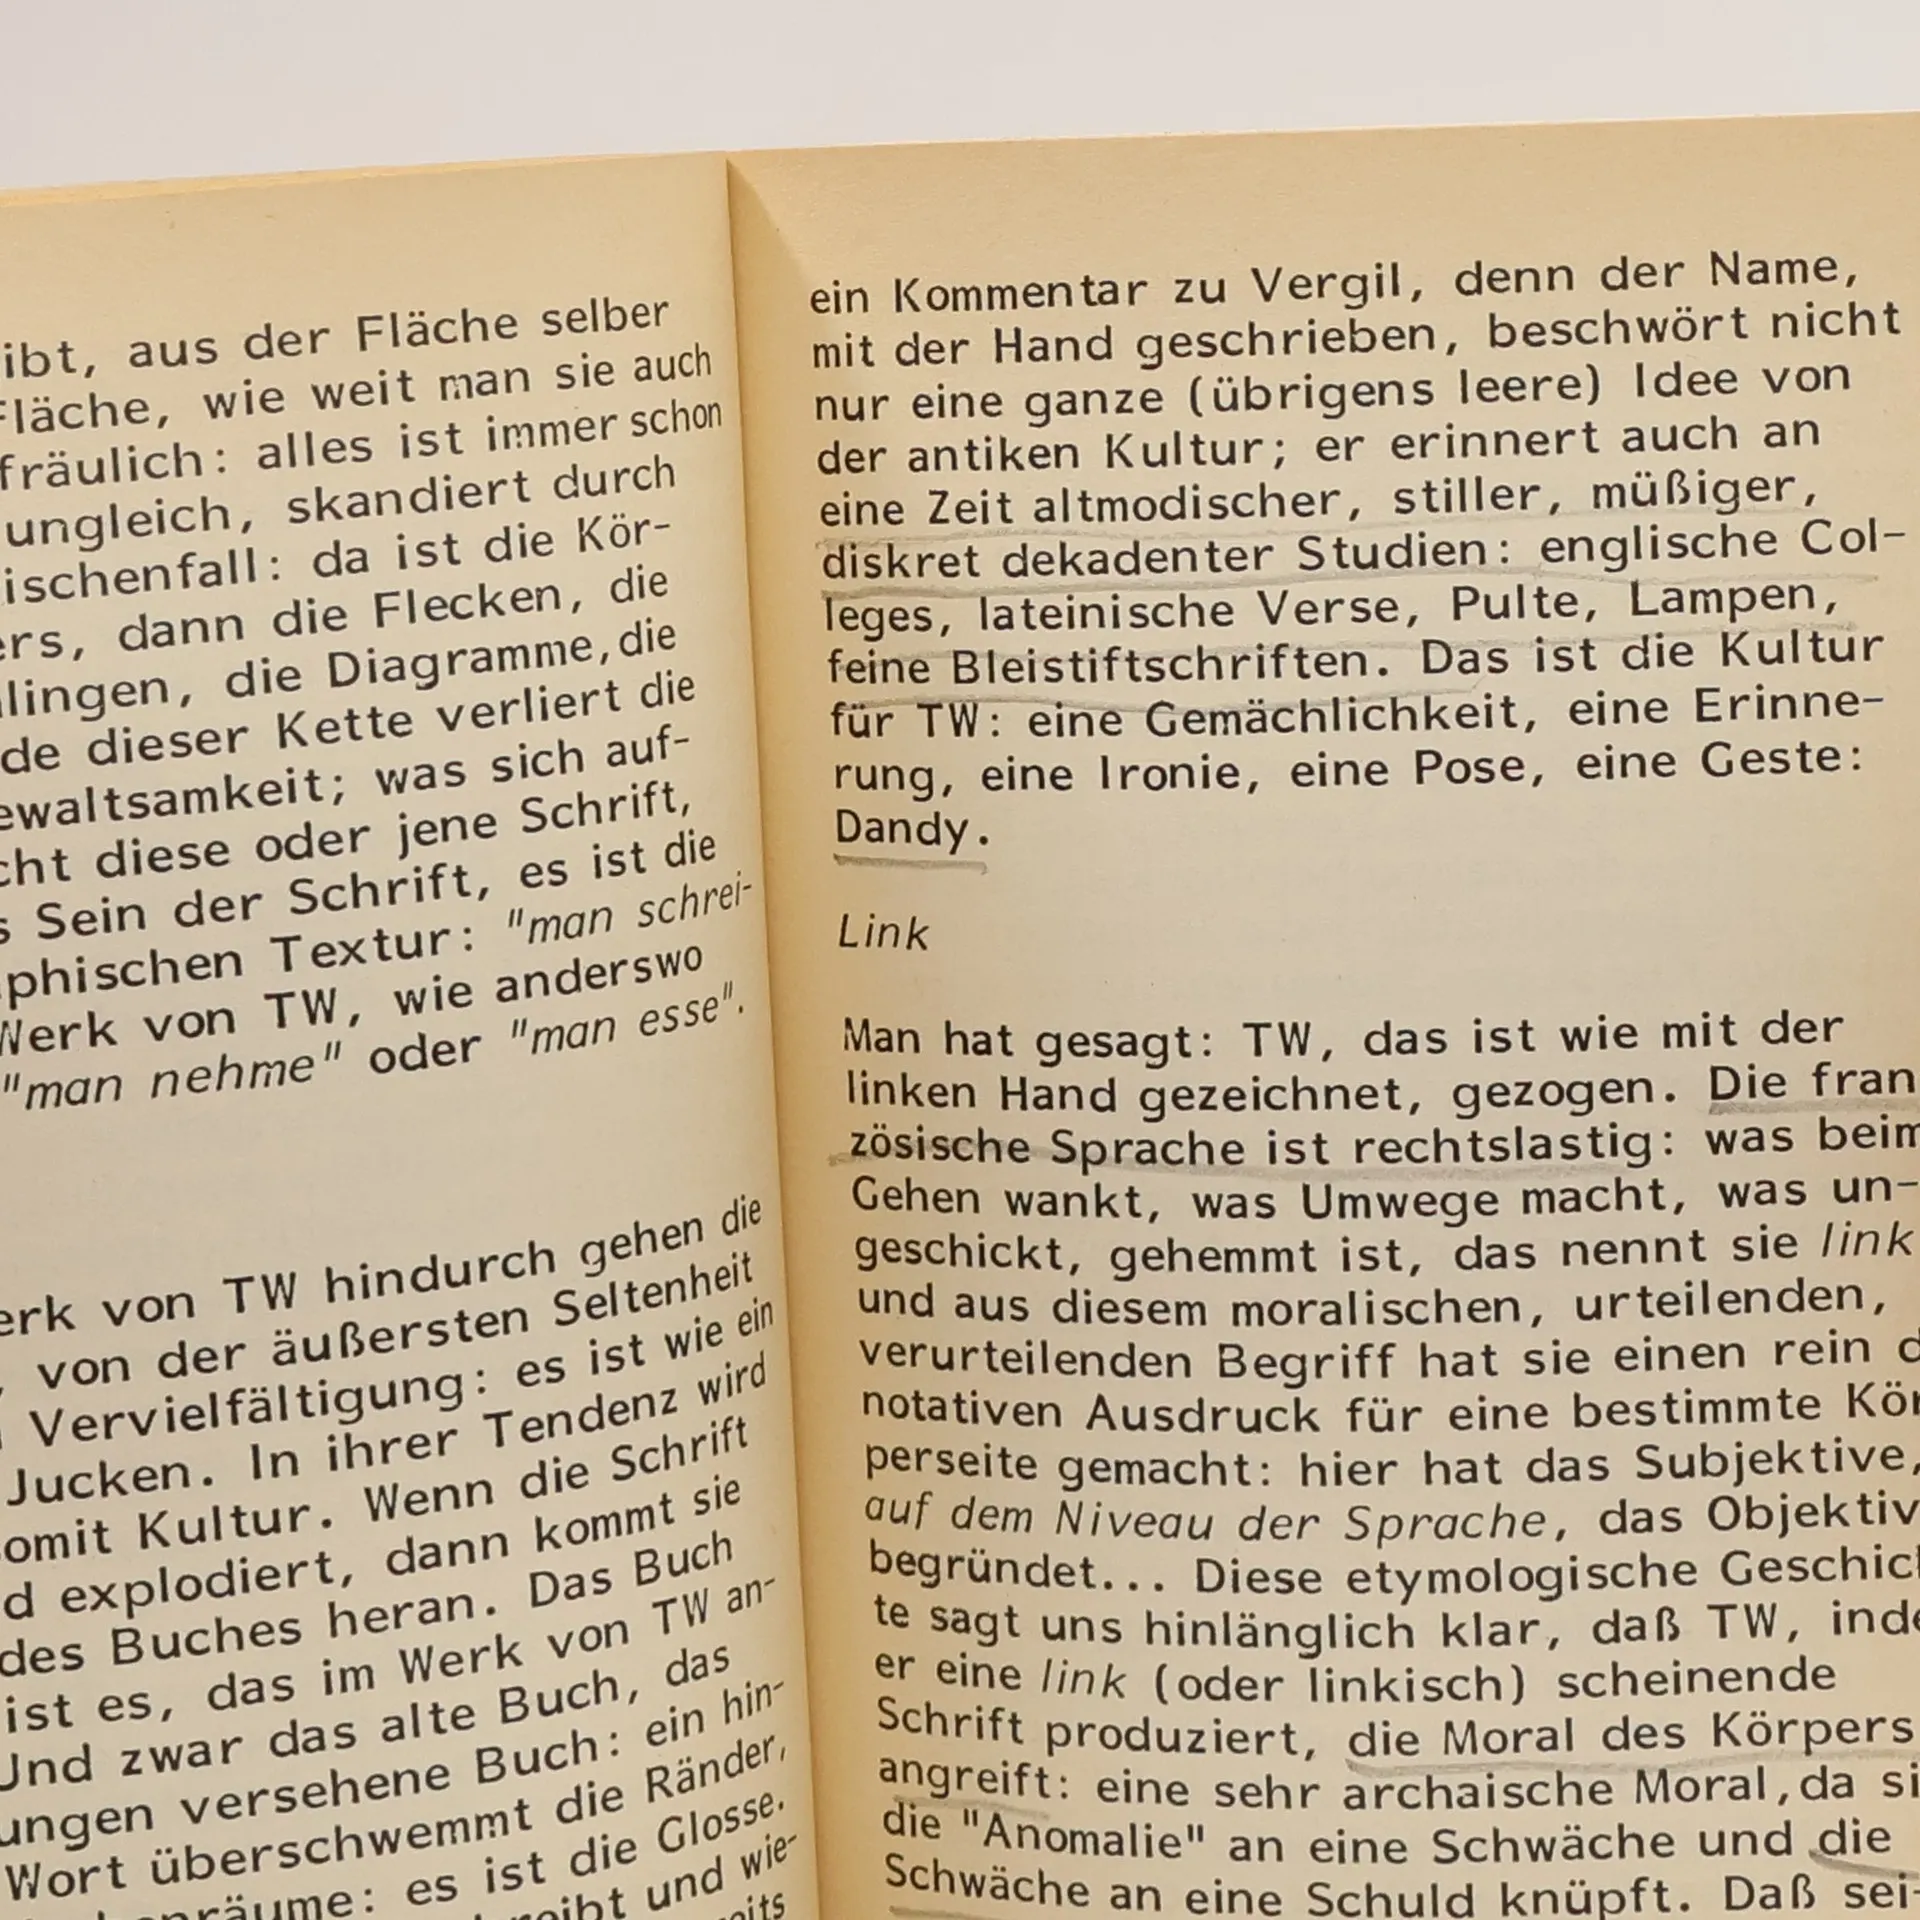 aus der Fläche selber
Fläche, wie weit man sie auch
fräulich: alles ist immer schon
ungleich, skandiert durch
ischenfall: da ist die Kör-
ers, dann die Flecken, die
lingen, die Diagramme, die
de dieser Kette verliert die
ewaltsamkeit; was sich auf-
cht diese oder jene Schrift,
s Sein der Schrift, es ist die
phischen Textur: "man schrei-
Werk von TW, wie anderswo
"man nehme" oder "man esse".
erk von TW hindurch gehen die
, von der äußersten Seltenheit
Vervielfältigung: es ist wie ein
Jucken. In ihrer Tendenz wird
somit Kultur. Wenn die Schrift
d explodiert, dann kommt sie
des Buches heran. Das Buch
ist es, das im Werk von TW an-
Und zwar das alte Buch, das
ungen versehene Buch: ein hin-
Wort überschwemmt die Ränder,
räume: es ist die Glosse.
eibt und wie-
eits
ein Kommentar zu Vergil, denn der Name,
mit der Hand geschrieben, beschwört nicht
nur eine ganze (übrigens leere) Idee von
der antiken Kultur; er erinnert auch an
eine Zeit altmodischer, stiller, müßiger,
diskret dekadenter Studien: englische Col-
leges, lateinische Verse, Pulte, Lampen,
feine Bleistiftschriften. Das ist die Kultur
für TW: eine Gemächlichkeit, eine Erinne-
rung, eine Ironie, eine Pose, eine Geste:
Dandy.
Link
Man hat gesagt: TW, das ist wie mit der
linken Hand gezeichnet, gezogen. Die fran
zösische Sprache ist rechtslastig: was beim
Gehen wankt, was Umwege macht, was un-
geschickt, gehemmt ist, das nennt sie link
und aus diesem moralischen, urteilenden,
verurteilenden Begriff hat sie einen rein d
notativen Ausdruck für eine bestimmte Kör
perseite gemacht: hier hat das Subjektive,
auf dem Niveau der Sprache, das Objektiv
begründet... Diese etymologische Geschich
te sagt uns hinlänglich klar, daß TW, inde
er eine link (oder linkisch) scheinende
Schrift produziert, die Moral des Körpers
angreift: eine sehr archaische Moral, da si
die "Anomalie" an eine Schwäche und die
Schwäche an eine Schuld knüpft. Daß sei-